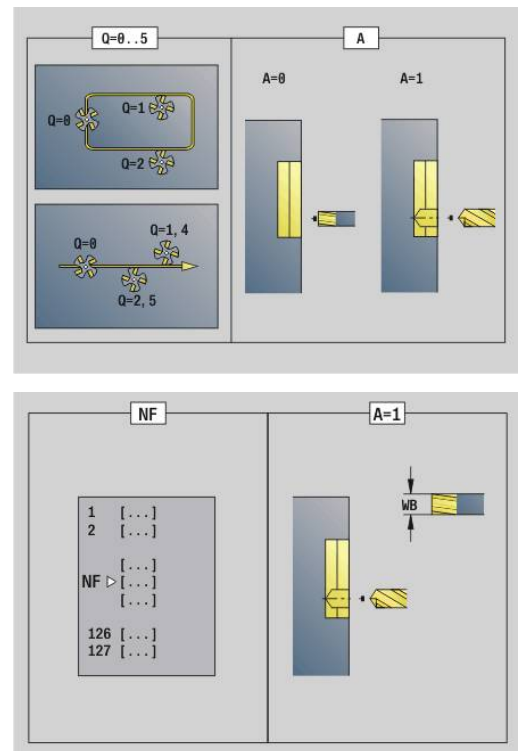 Q=0..5
A
Q=0
Q=1
Q=2
Q=0
Q=1, 4
Q=2, 5
A=0
A=1
NF
A=1
1 [...]
2 [...]
[...]
NF [...]
[...]
126 [...]
127 [...]
WB